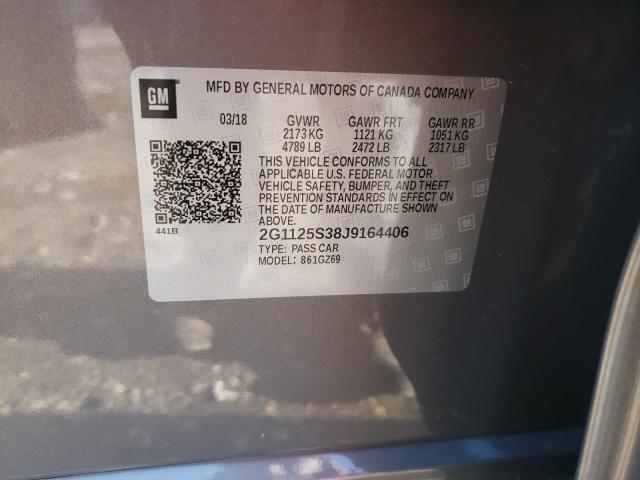 GM
MFD BY GENERAL MOTORS OF CANADA COMPANY
03/18 GVWR GAWR FRT GAWR RR
2173 KG 1121 KG 1051 KG
4789 LB 2472 LB 2317 LB
THIS VEHICLE CONFORMS TO ALL
APPLICABLE U.S. FEDERAL MOTOR
VEHICLE SAFETY, BUMPER, AND THEFT
PREVENTION STANDARDS IN EFFECT ON
THE DATE OF MANUFACTURE SHOWN
ABOVE.
441B
2G1125S38J9164406
TYPE: PASS CAR
MODEL: 861GZ69